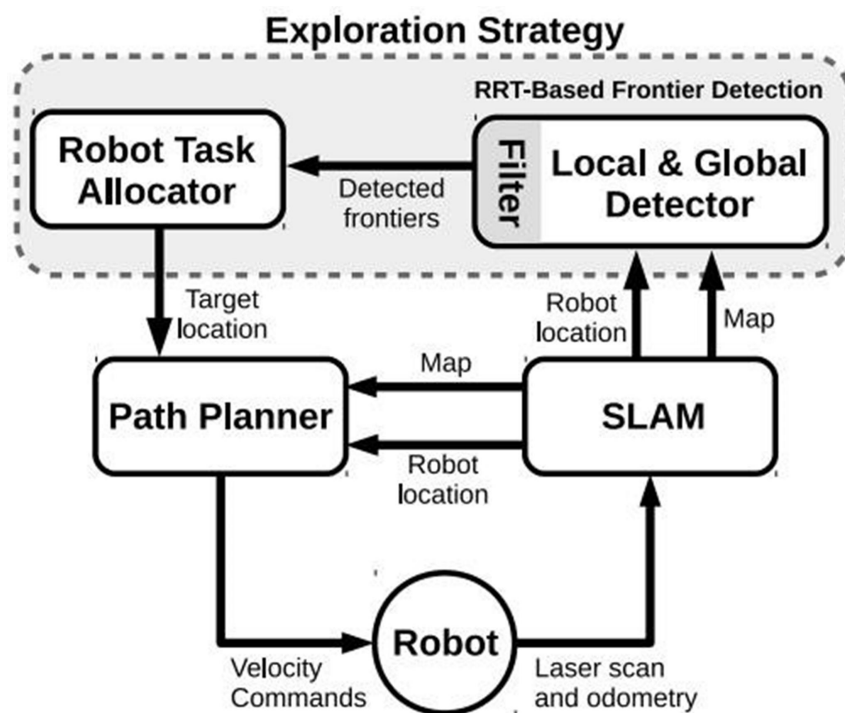 Exploration Strategy
RRT-Based Frontier Detection
Robot Task
Allocator
Detected
frontiers
Filter
Local & Global
Detector
Target
location
Robot
location
Map
Path Planner
Map
Robot
location
SLAM
Robot
Velocity
Commands
Laser scan
and odometry